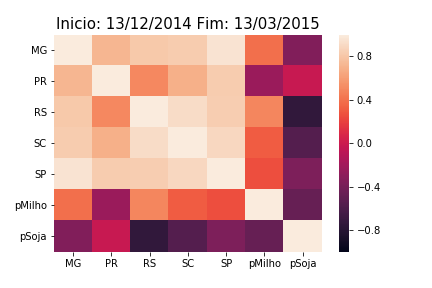 Inicio: 13/12/2014 Fim: 13/03/2015
MG
PR
RS
SC
SP
pMilho
pSoja
MG PR RS SC SP pMilho pSoja
0.8
0.4
0.0
−0.4
−0.8